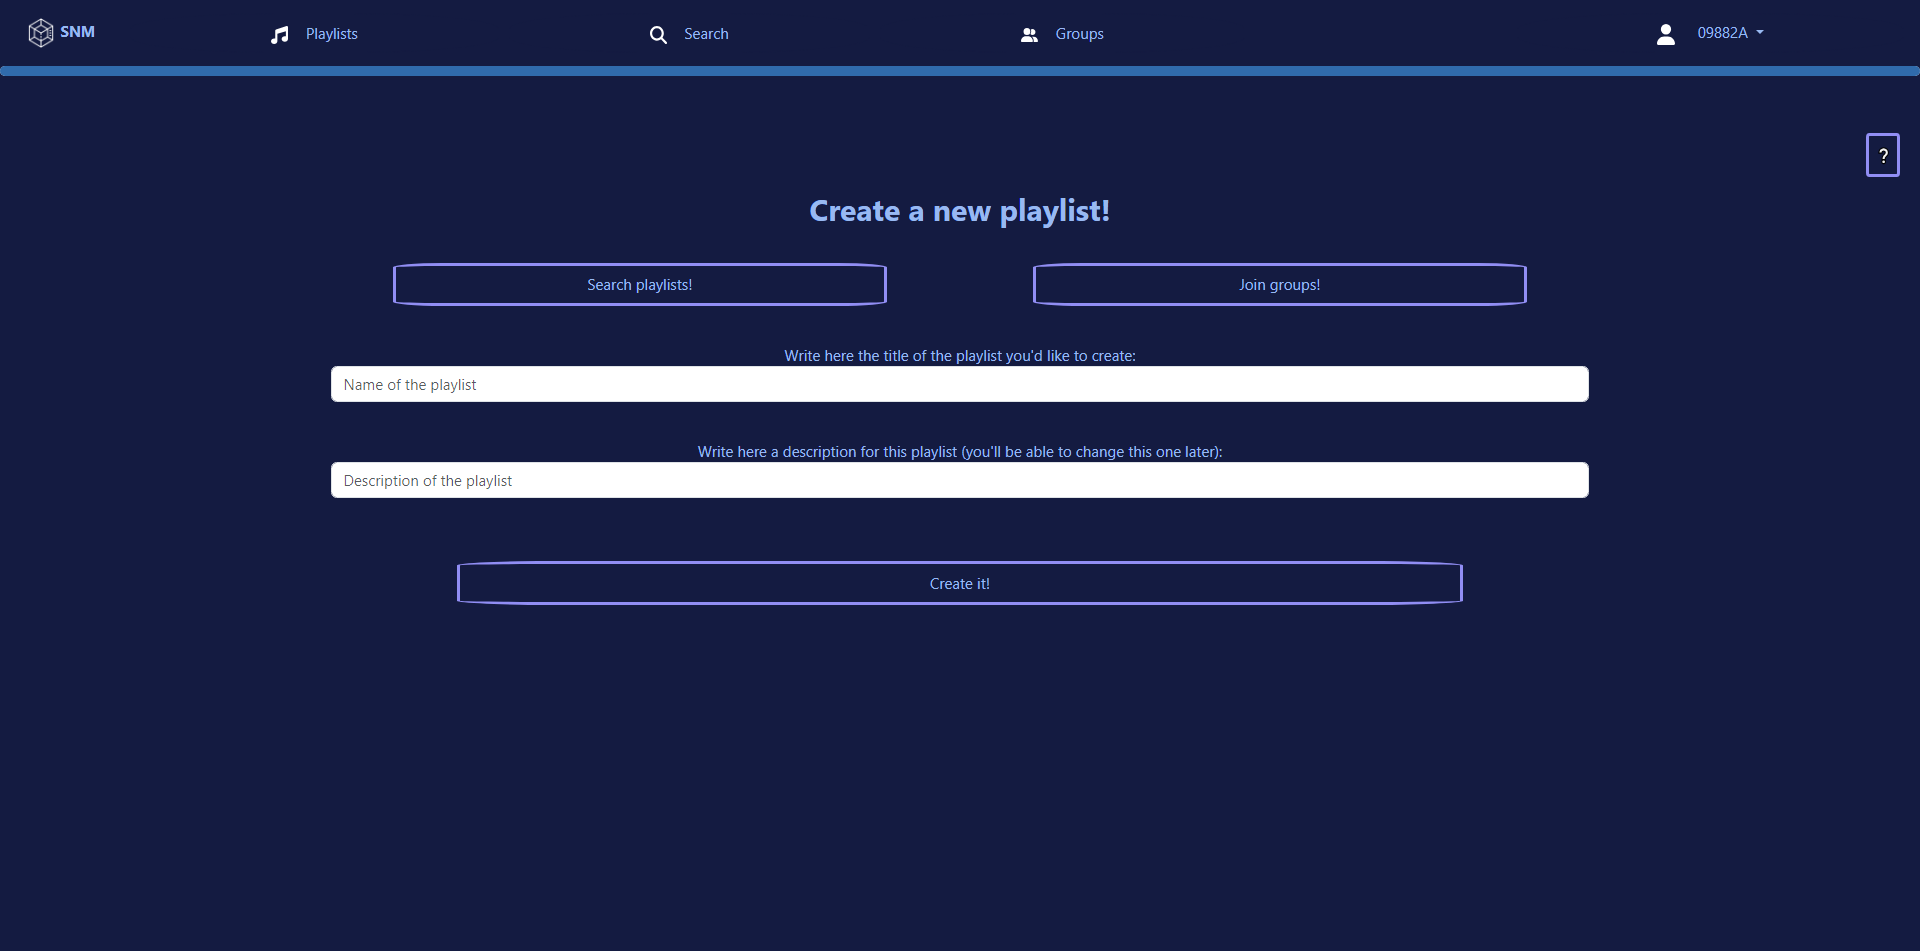 SNM
Playlists
Search
Groups
09882A
?
Create a new playlist!
Search playlists!
Join groups!
Write here the title of the playlist you'd like to create:
Name of the playlist
Write here a description for this playlist (you'll be able to change this one later):
Description of the playlist
Create it!